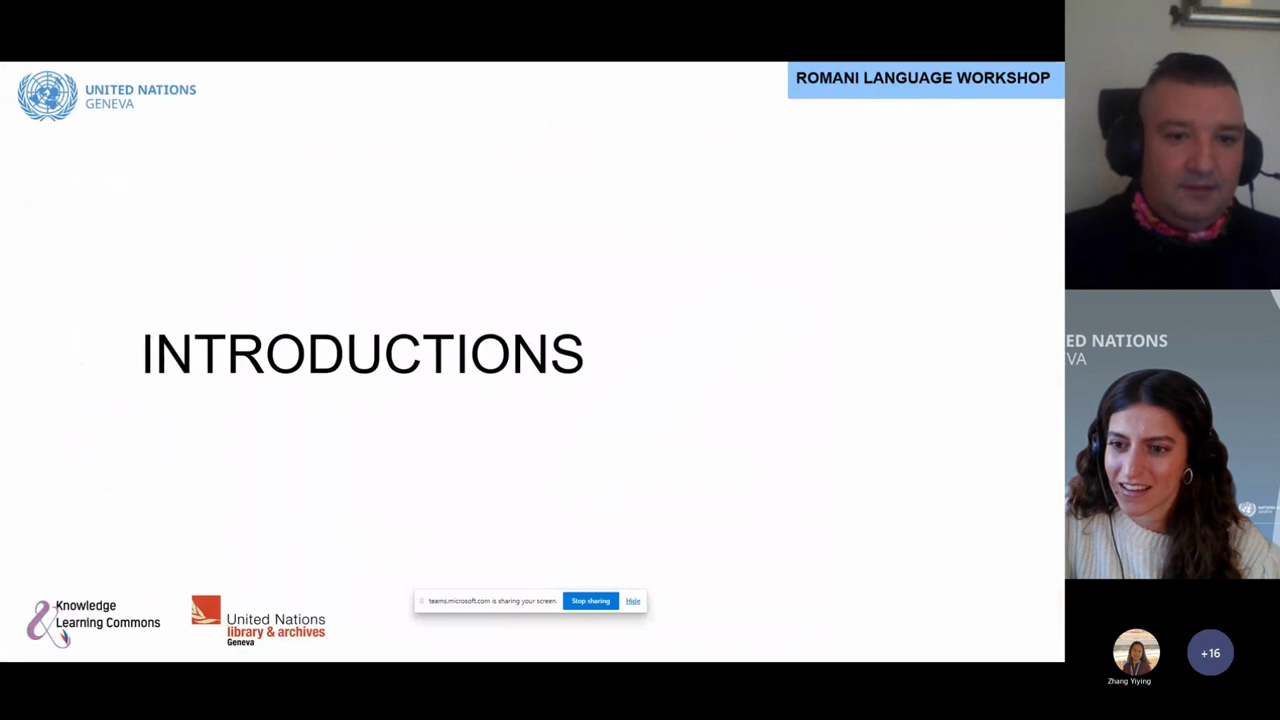 UNITED NATIONS
GENEVA
ROMANI LANGUAGE WORKSHOP
INTRODUCTIONS
Knowledge
& Learning Commons
United Nations
library & archives
Geneva
teams.microsoft.com is sharing your screen.
Stop sharing
Hide
ED NATIONS
VA
Zhang Yiying
+16